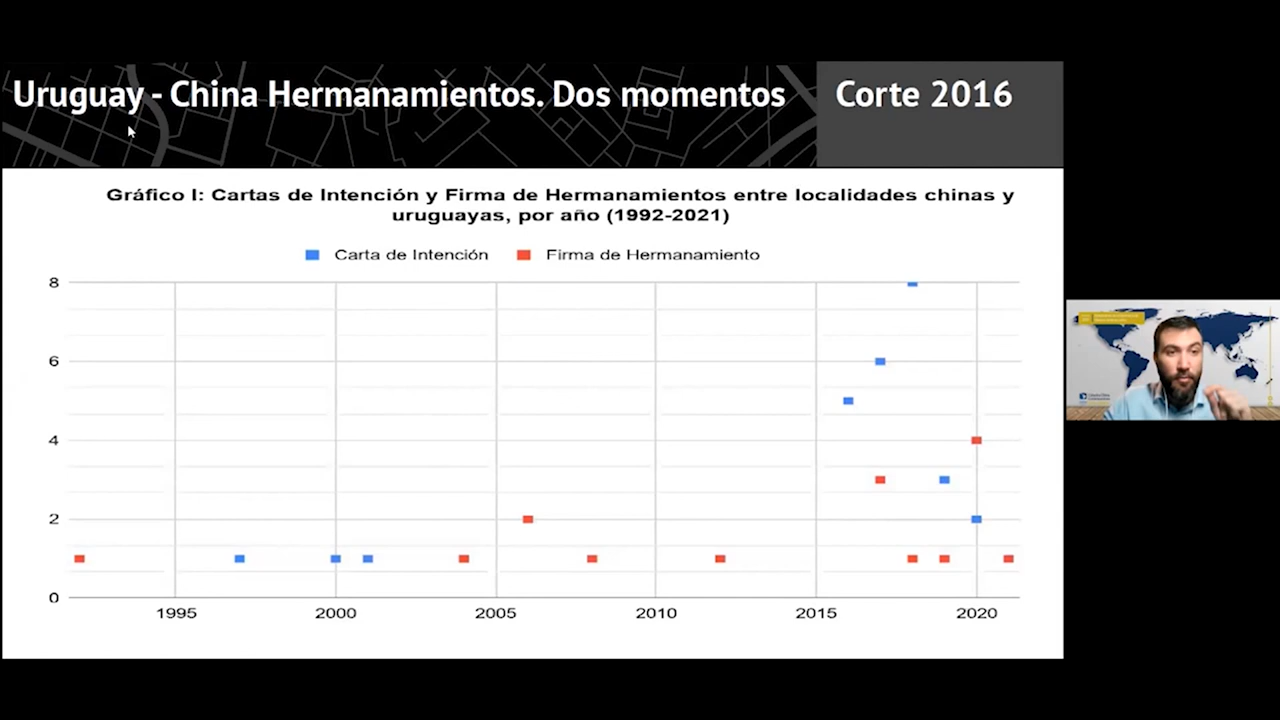 Uruguay - China Hermanamientos. Dos momentos
Corte 2016
Gráfico I: Cartas de Intención y Firma de Hermanamientos entre localidades chinas y
uruguayas, por año (1992-2021)
Carta de Intención
Firma de Hermanamiento
8
6
4
2
0
1995
2000
2005
2010
2015
2020